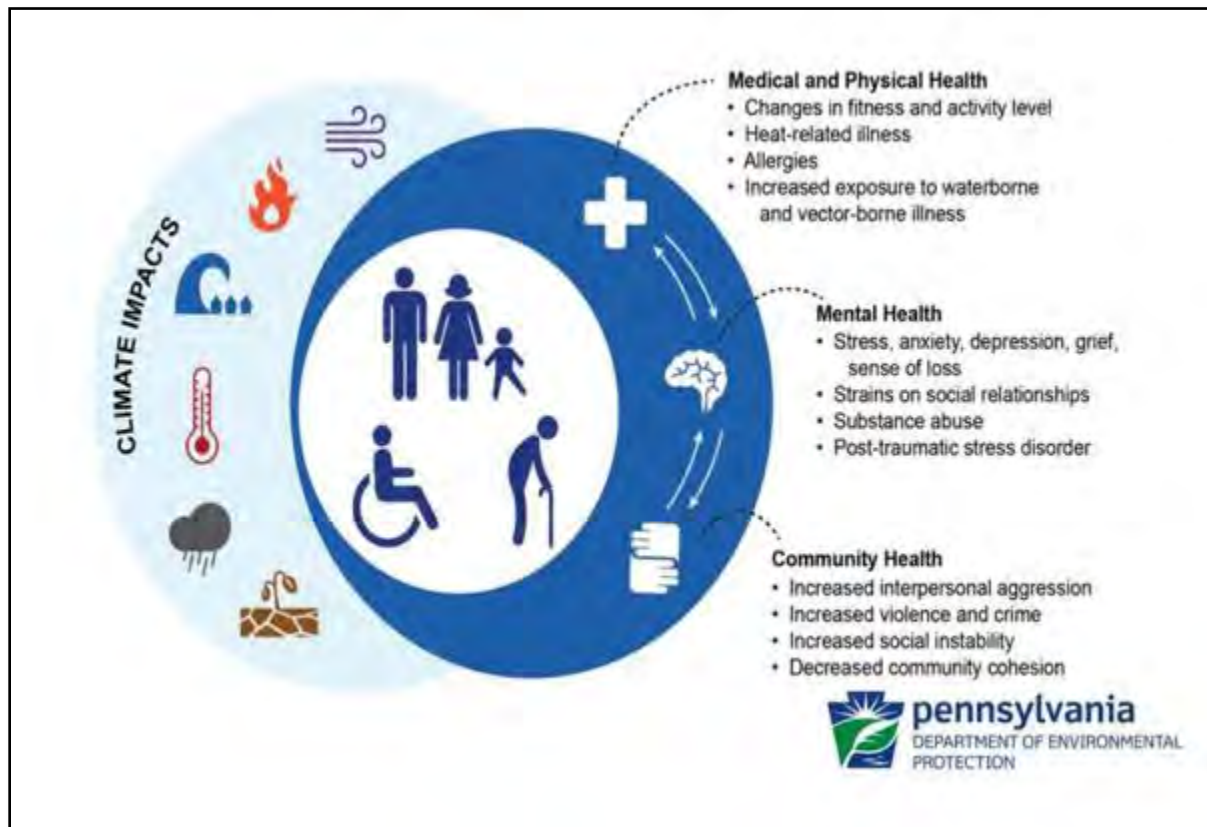 CLIMATE IMPACTS
Medical and Physical Health
• Changes in fitness and activity level
• Heat-related illness
• Allergies
• Increased exposure to waterborne
and vector-borne illness
Mental Health
• Stress, anxiety, depression, grief,
sense of loss
• Strains on social relationships
• Substance abuse
• Post-traumatic stress disorder
Community Health
• Increased interpersonal aggression
• Increased violence and crime
• Increased social instability
• Decreased community cohesion
pennsylvania
DEPARTMENT OF ENVIRONMENTAL
PROTECTION